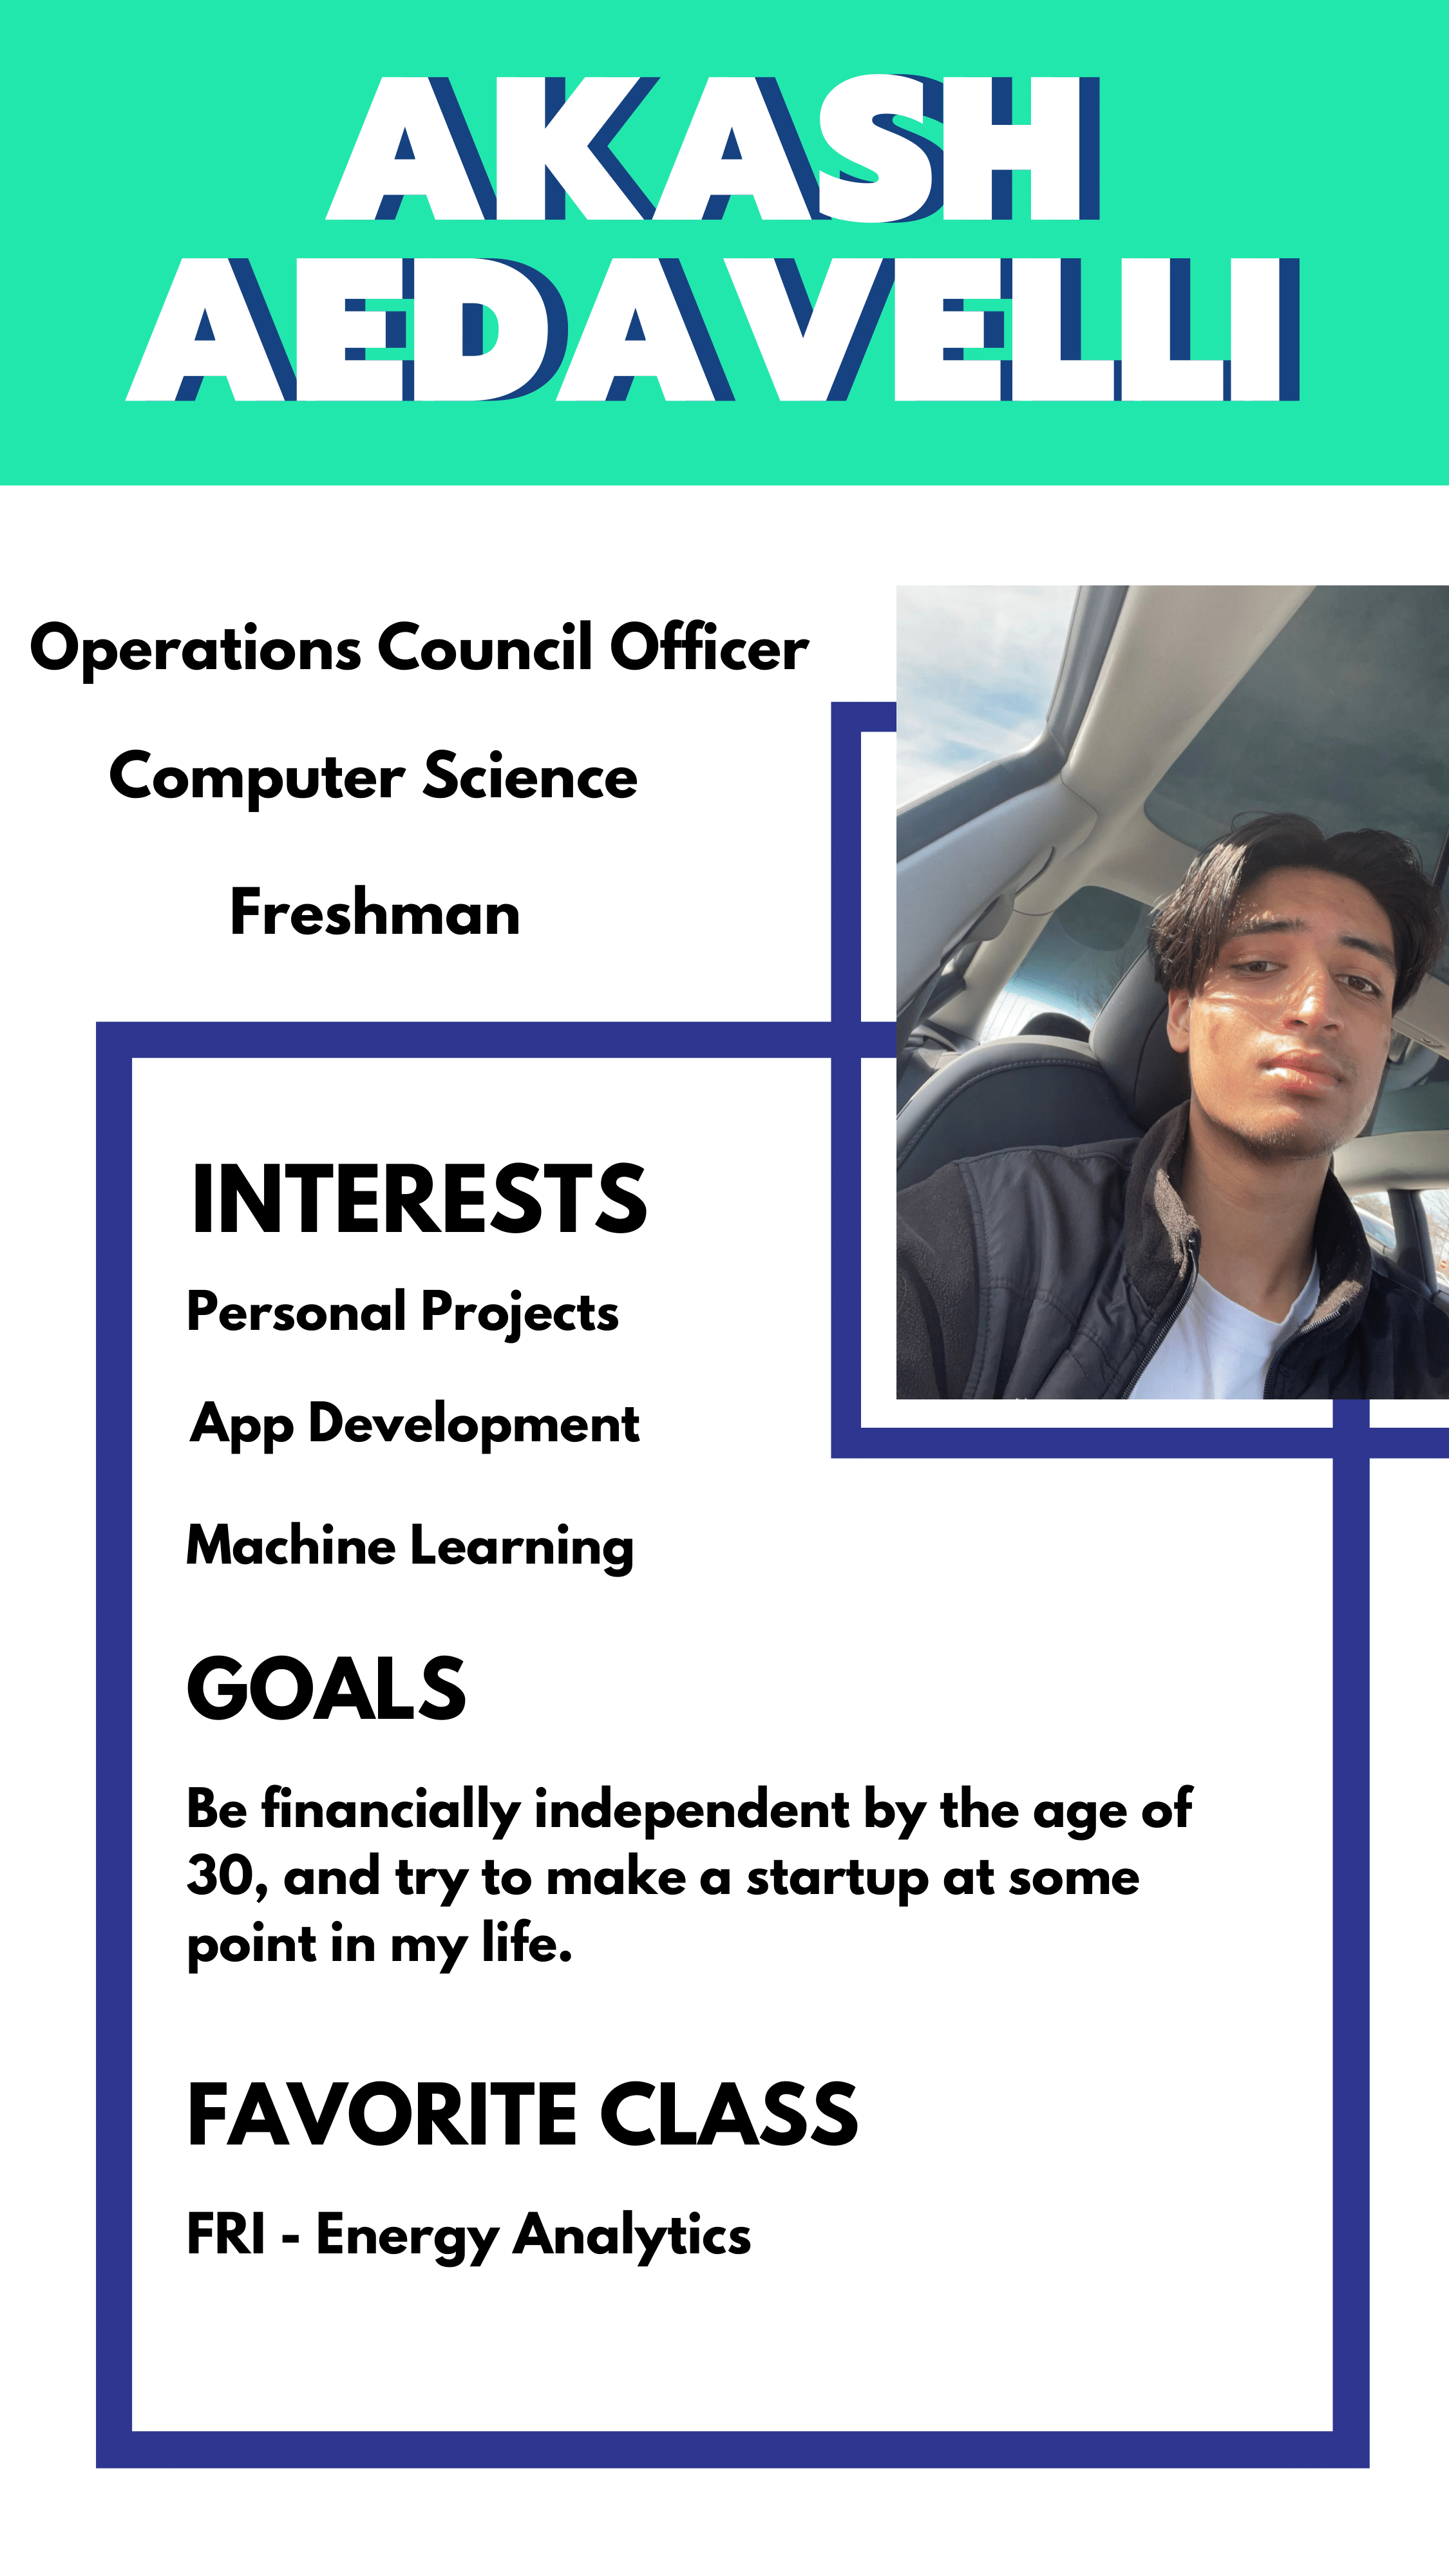 AKASH
AEDAVELLI
Operations Council Officer
Computer Science
Freshman
INTERESTS
Personal Projects
App Development
Machine Learning
GOALS
Be financially independent by the age of
30, and try to make a startup at some
point in my life.
FAVORITE CLASS
FRI - Energy Analytics